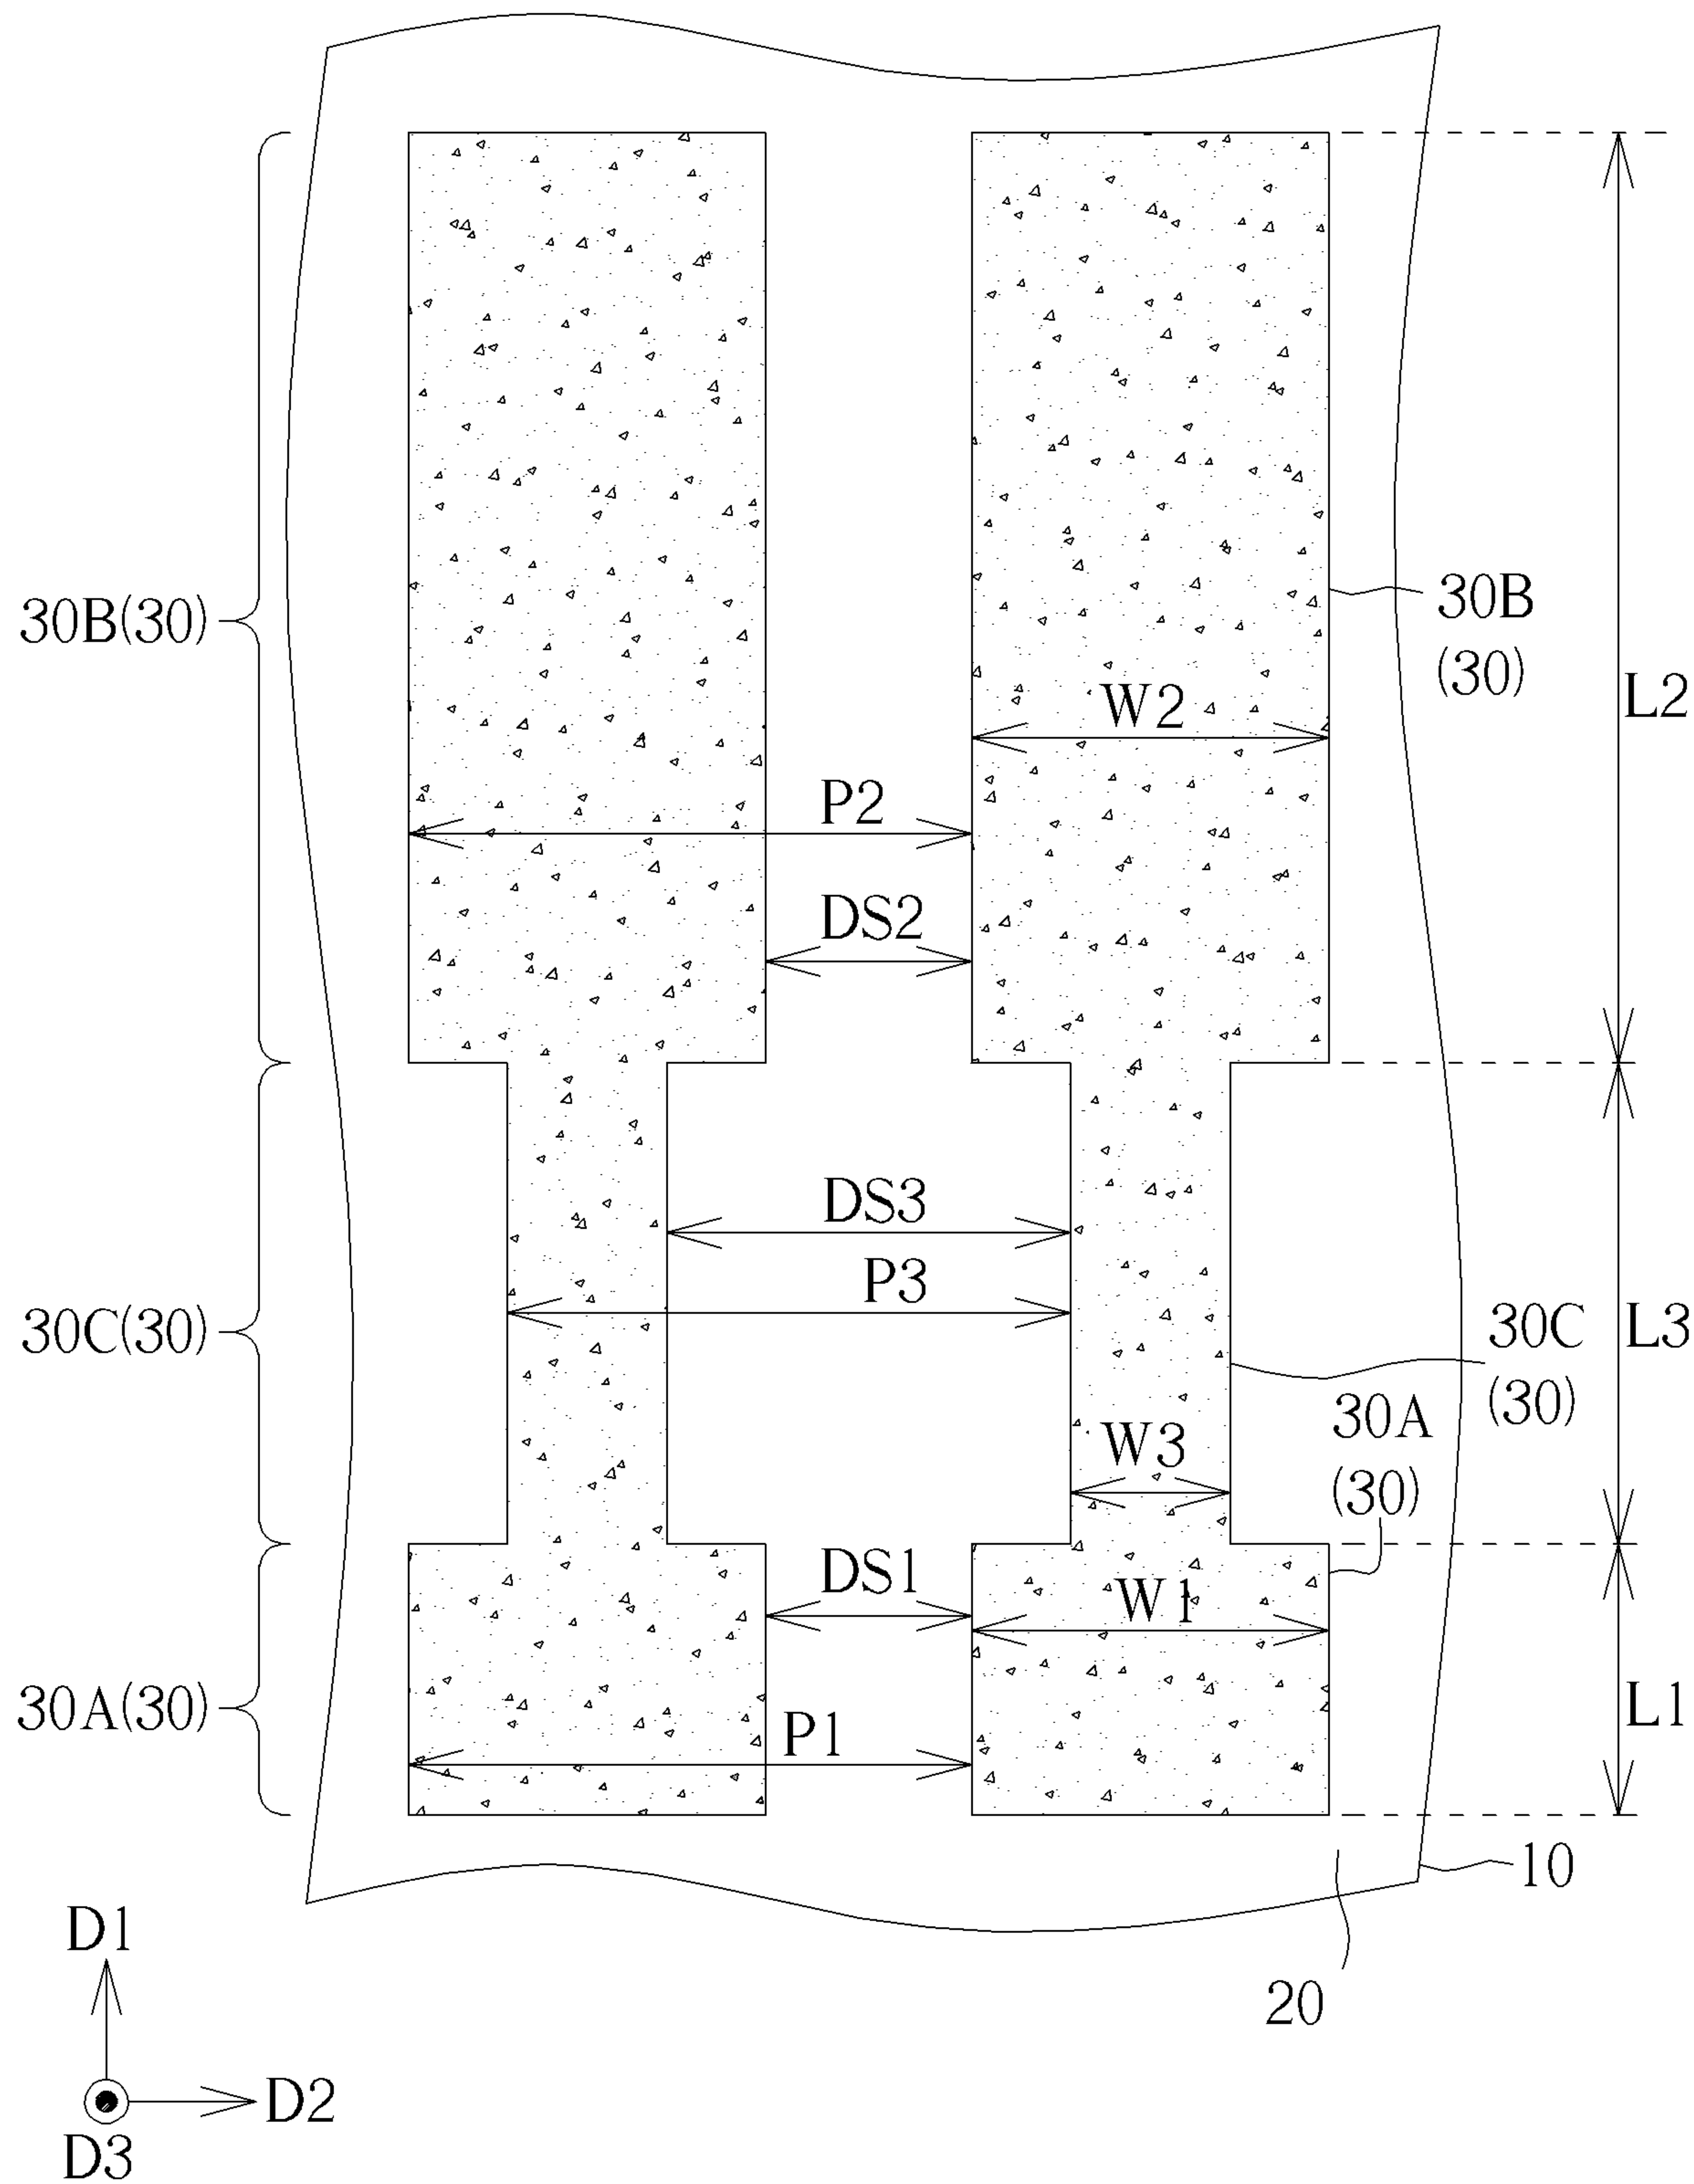 30B(30)
30B
(30)
L2
W2
P2
DS2
DS3
P3
30C(30)
30C
(30)
L3
30A
(30)
W3
DS1
W1
30A(30)
P1
L1
10
20
D1
D2
D3